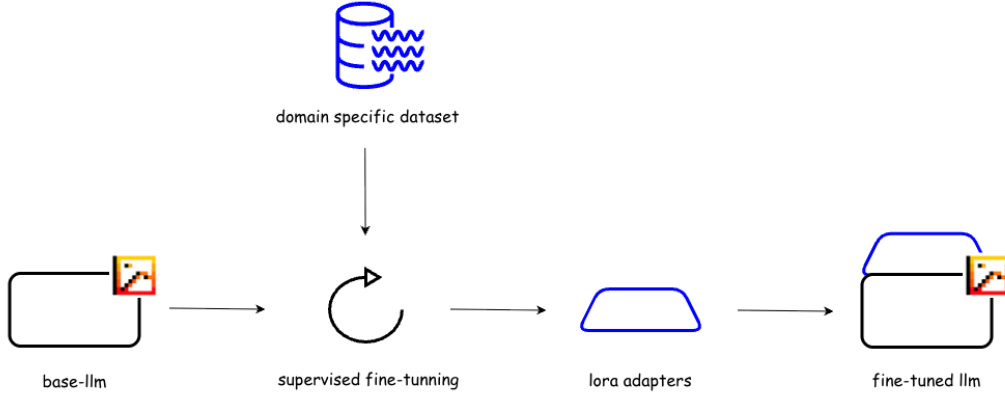 domain specific dataset
base-llm
supervised fine-tunning
lora adapters
fine-tuned llm